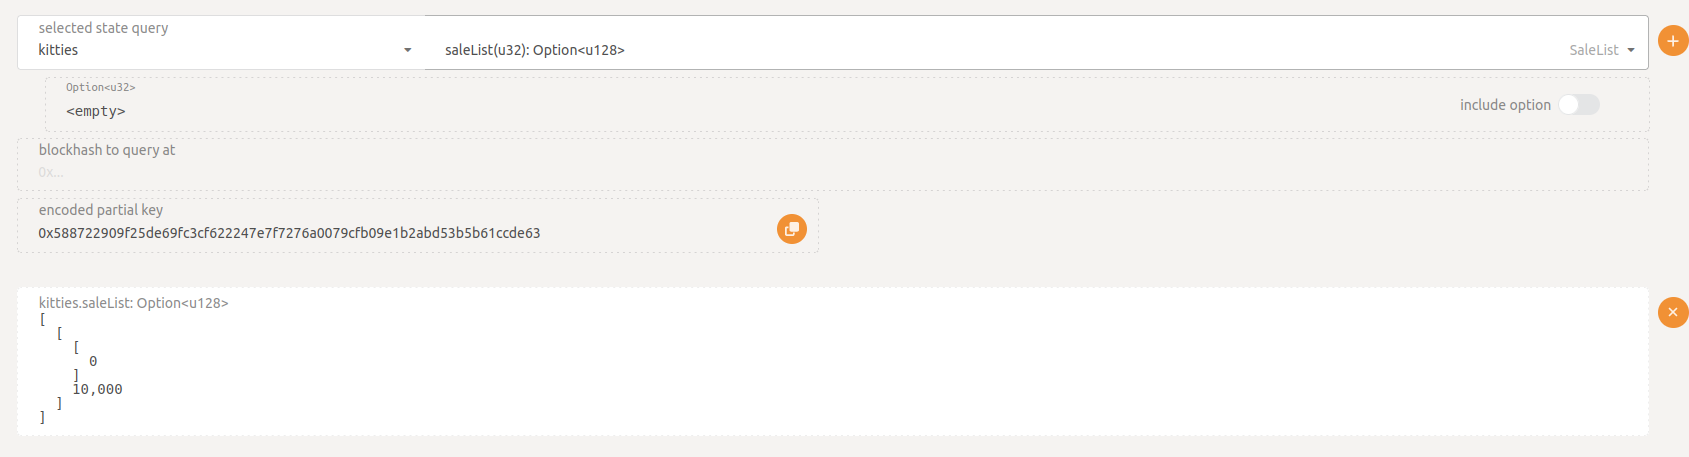 selected state query
kitties
saleList(u32): Option<u128>
SaleList
Option<u32>
<empty>
include option
blockhash to query at
0x...
encoded partial key
0x588722909f25de69fc3cf622247e7f7276a0079cfb09e1b2abd53b5b61ccde63
kitties.saleList: Option<u128>
[
[
[
0
]
10,000
]
]